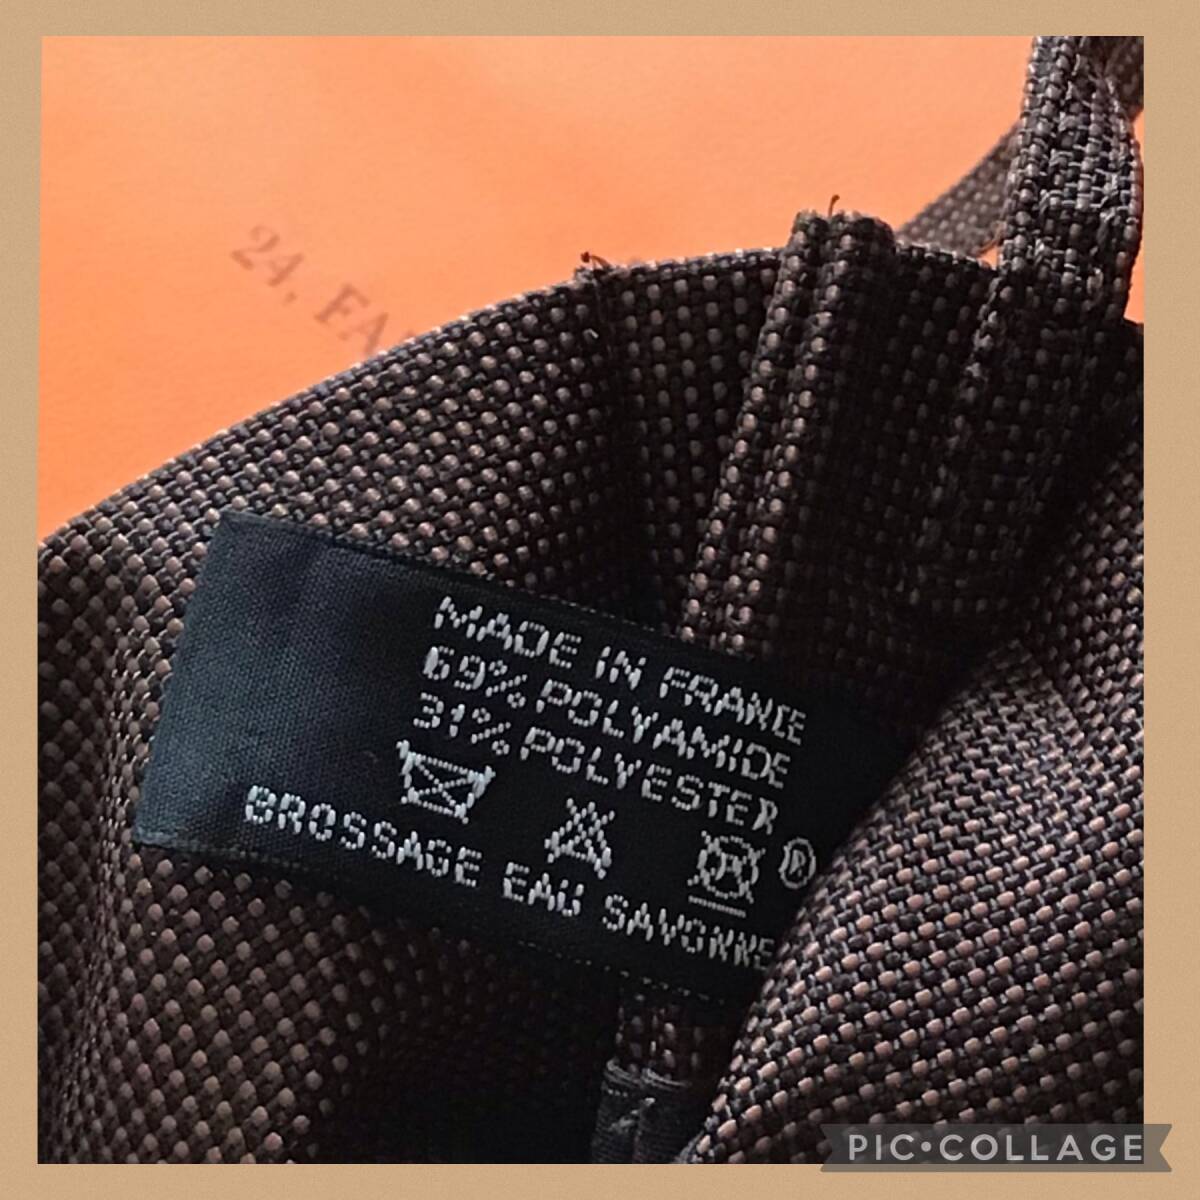 24, FA
MADE IN FRANCE
69% POLYAMIDE
31% POLYESTER
®
BROSSAGE EAU SAVONNE
PIC•COLLAGE